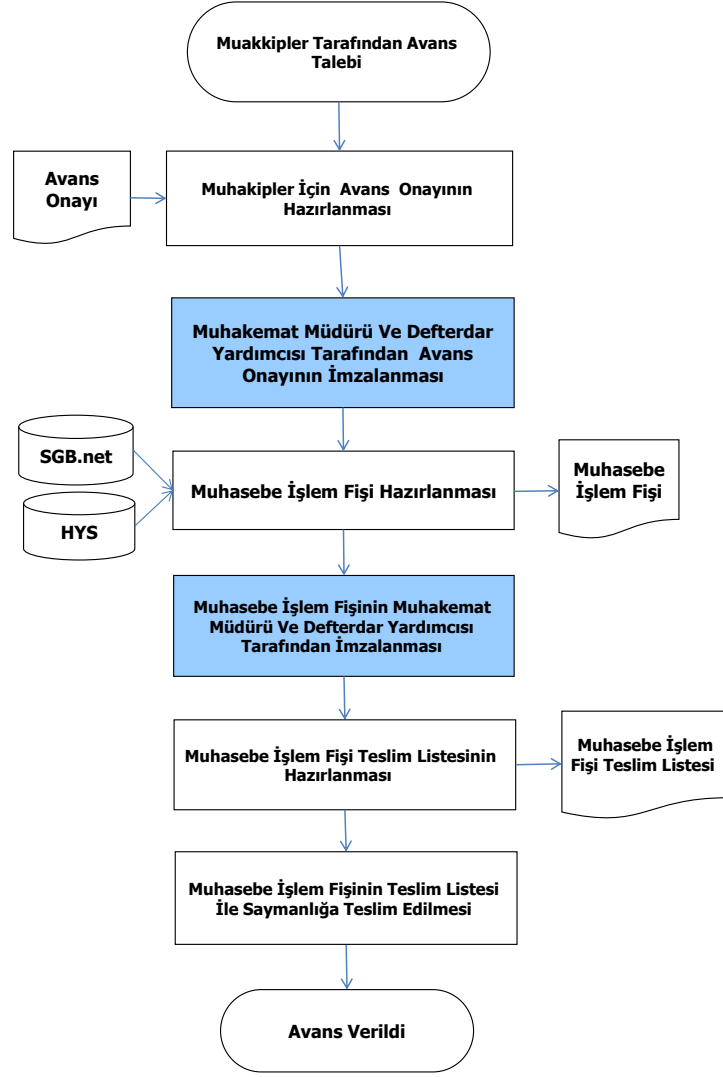 Muakkipler Tarafından Avans
Talebi
Avans
Onayı
Muhakipler İçin Avans Onayının
Hazırlanması
Muhakemat Müdürü Ve Defterdar
Yardımcısı Tarafından Avans
Onayının İmzalanması
SGB.net
HYS
Muhasebe İşlem Fişi Hazırlanması
Muhasebe
İşlem Fişi
Muhasebe İşlem Fişinin Muhakemat
Müdürü Ve Defterdar Yardımcısı
Tarafından İmzalanması
Muhasebe İşlem Fişi Teslim Listesinin
Hazırlanması
Muhasebe İşlem
Fişi Teslim Listesi
Muhasebe İşlem Fişinin Teslim Listesi
İle Saymanlığa Teslim Edilmesi
Avans Verildi